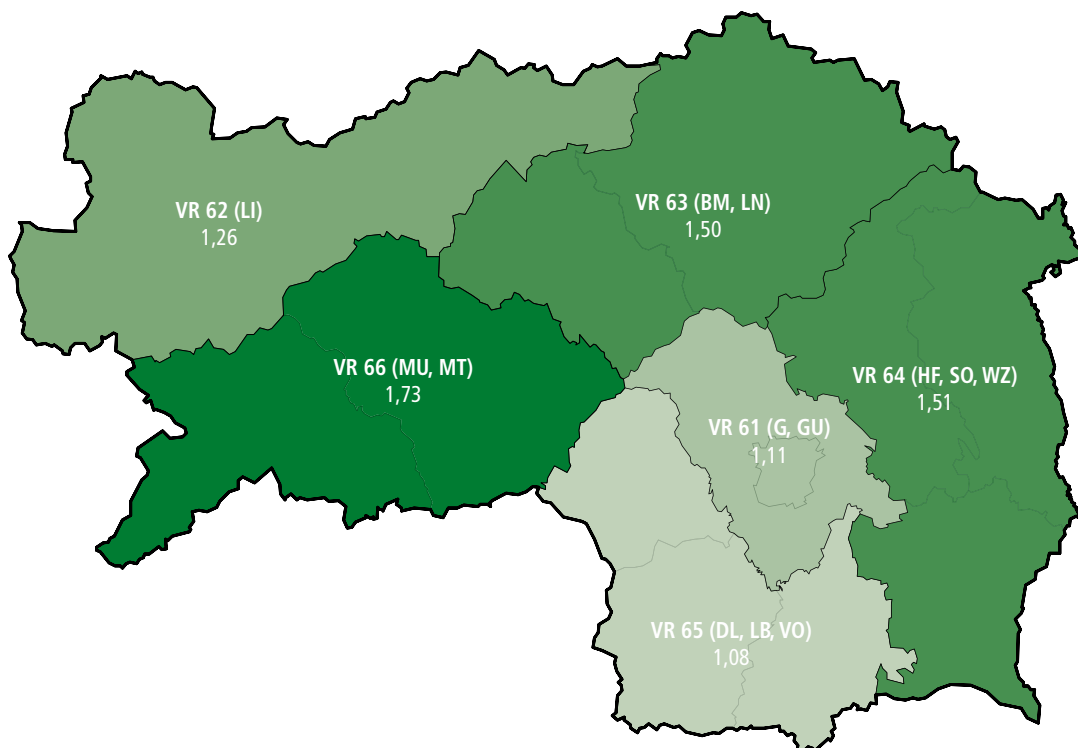 VR 62 (LI)
1,26
VR 63 (BM, LN)
1,50
VR 66 (MU, MT)
1,73
VR 64 (HF, SO, WZ)
1,51
VR 61 (G, GU)
1,11
VR 65 (DL, LB, VO)
1,08